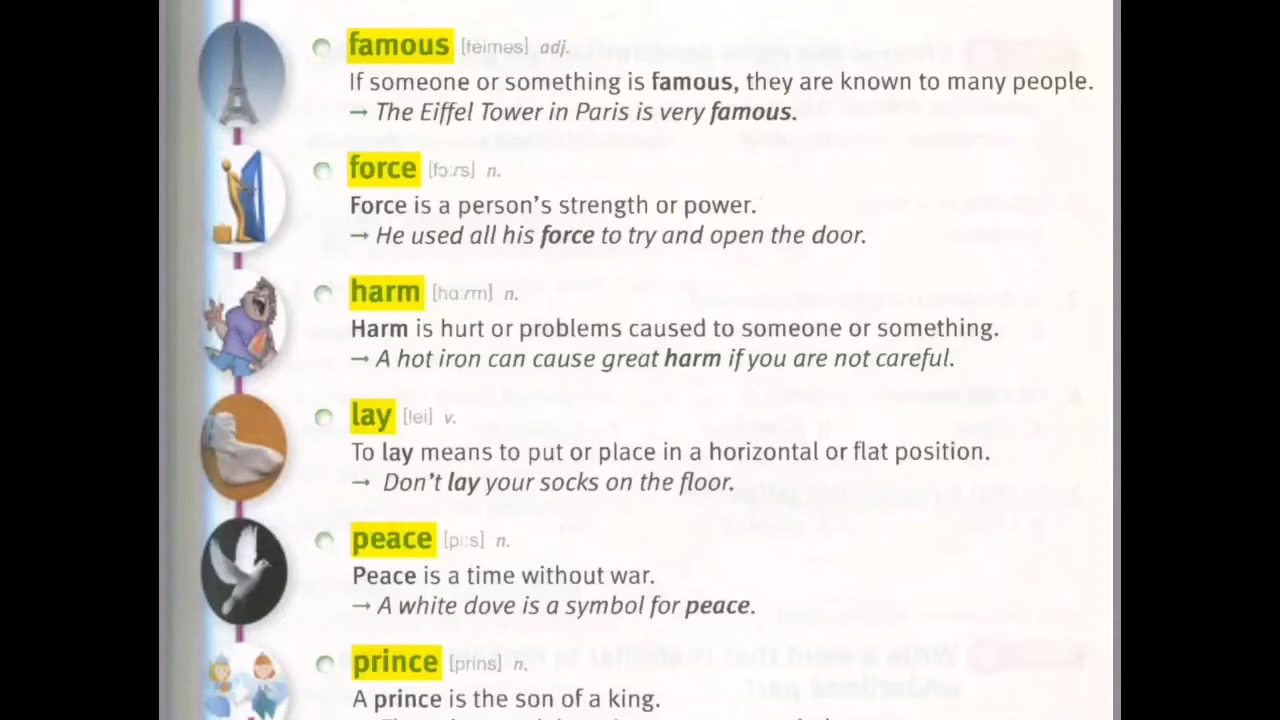 famous [féiməs] adj.
If someone or something is famous, they are known to many people.
→ The Eiffel Tower in Paris is very famous.
force [fɔːrs] n.
Force is a person's strength or power.
→ He used all his force to try and open the door.
harm [hɑːrm] n.
Harm is hurt or problems caused to someone or something.
→ A hot iron can cause great harm if you are not careful.
lay [lei] v.
To lay means to put or place in a horizontal or flat position.
→ Don't lay your socks on the floor.
peace [piːs] n.
Peace is a time without war.
→ A white dove is a symbol for peace.
prince [prins] n.
A prince is the son of a king.